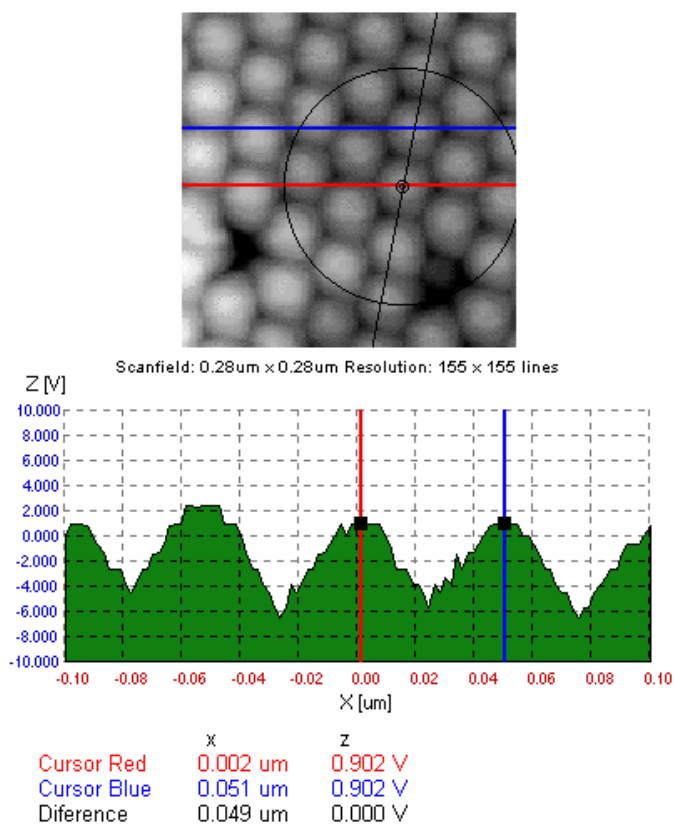 Scanfield: 0.28um x 0.28um Resolution: 155 x 155 lines
Z [V]
10.000
8.000
6.000
4.000
2.000
0.000
-2.000
-4.000
-6.000
-8.000
-10.000
-0.10 -0.08 -0.06 -0.04 -0.02 0.00 0.02 0.04 0.06 0.08 0.10
X [um]
x z
Cursor Red 0.002 um 0.902 V
Cursor Blue 0.051 um 0.902 V
Diference 0.049 um 0.000 V